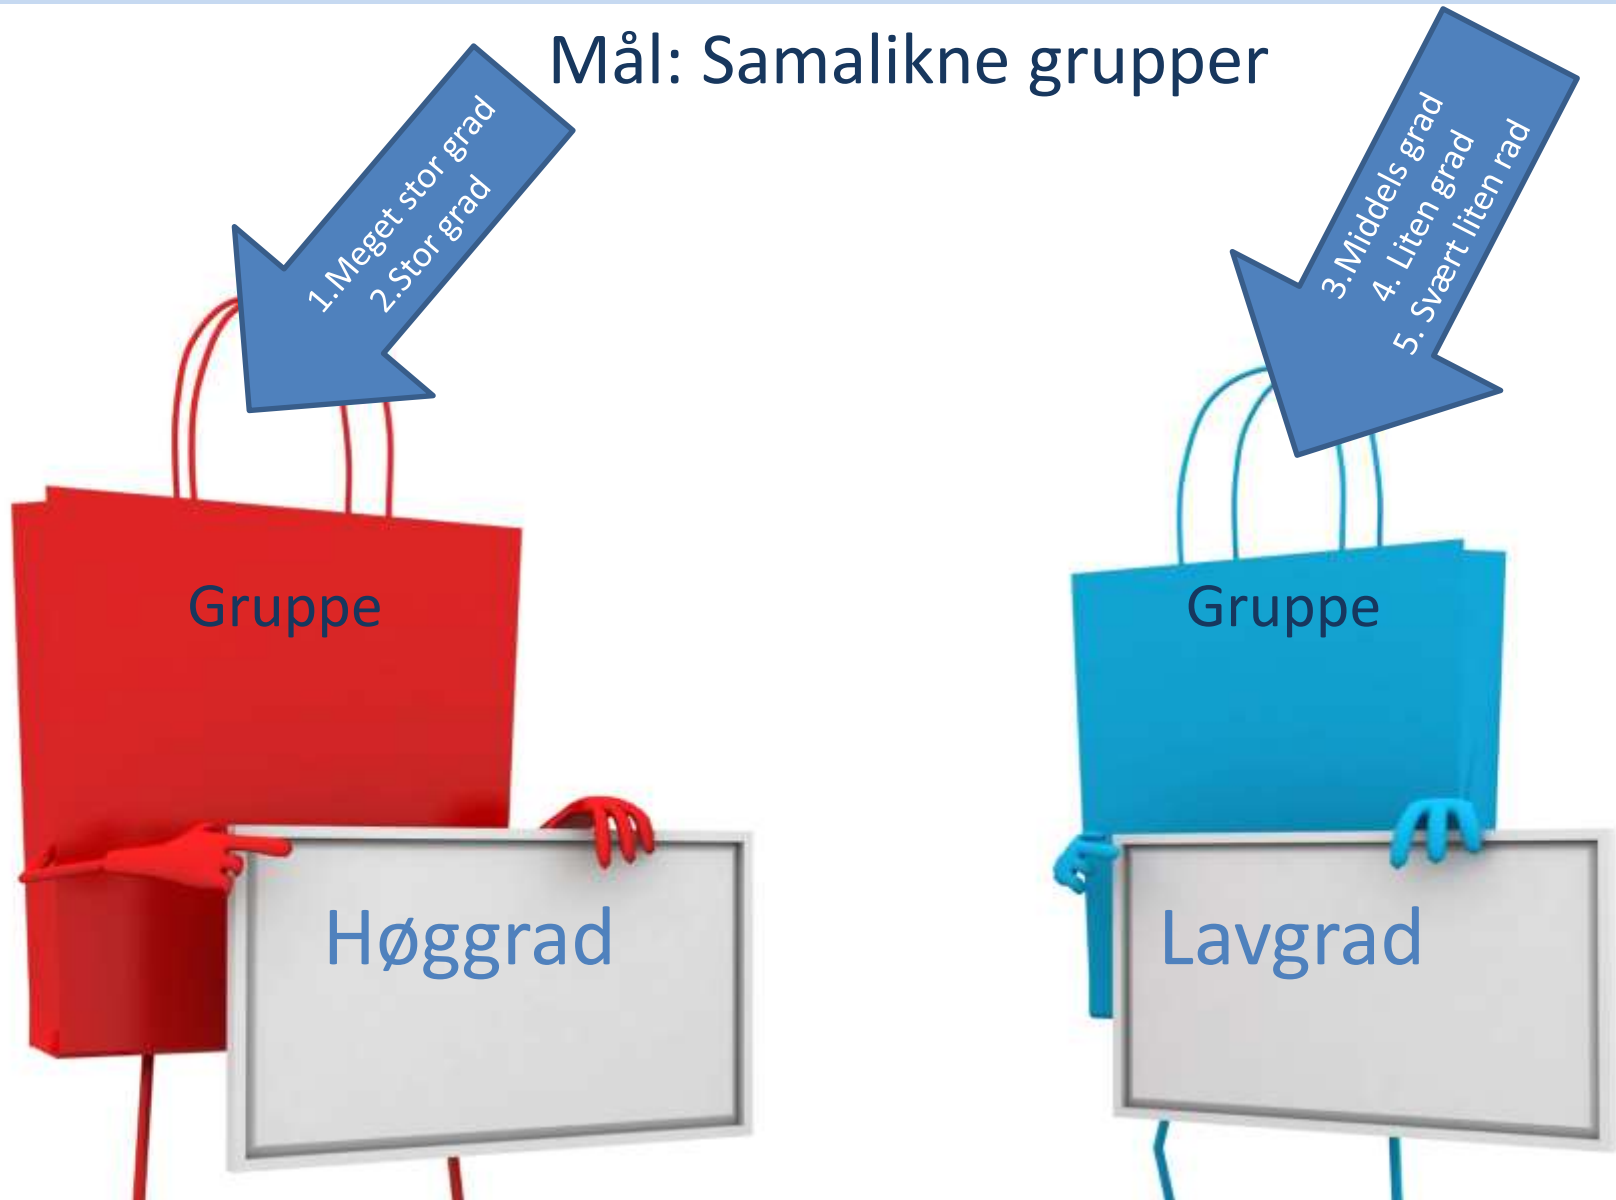 Mål: Samalikne grupper
1.Meget stor grad
2.Stor grad
3.Middels grad
4. Liten grad
5. Svært liten rad
Gruppe
Gruppe
Høggrad
Lavgrad